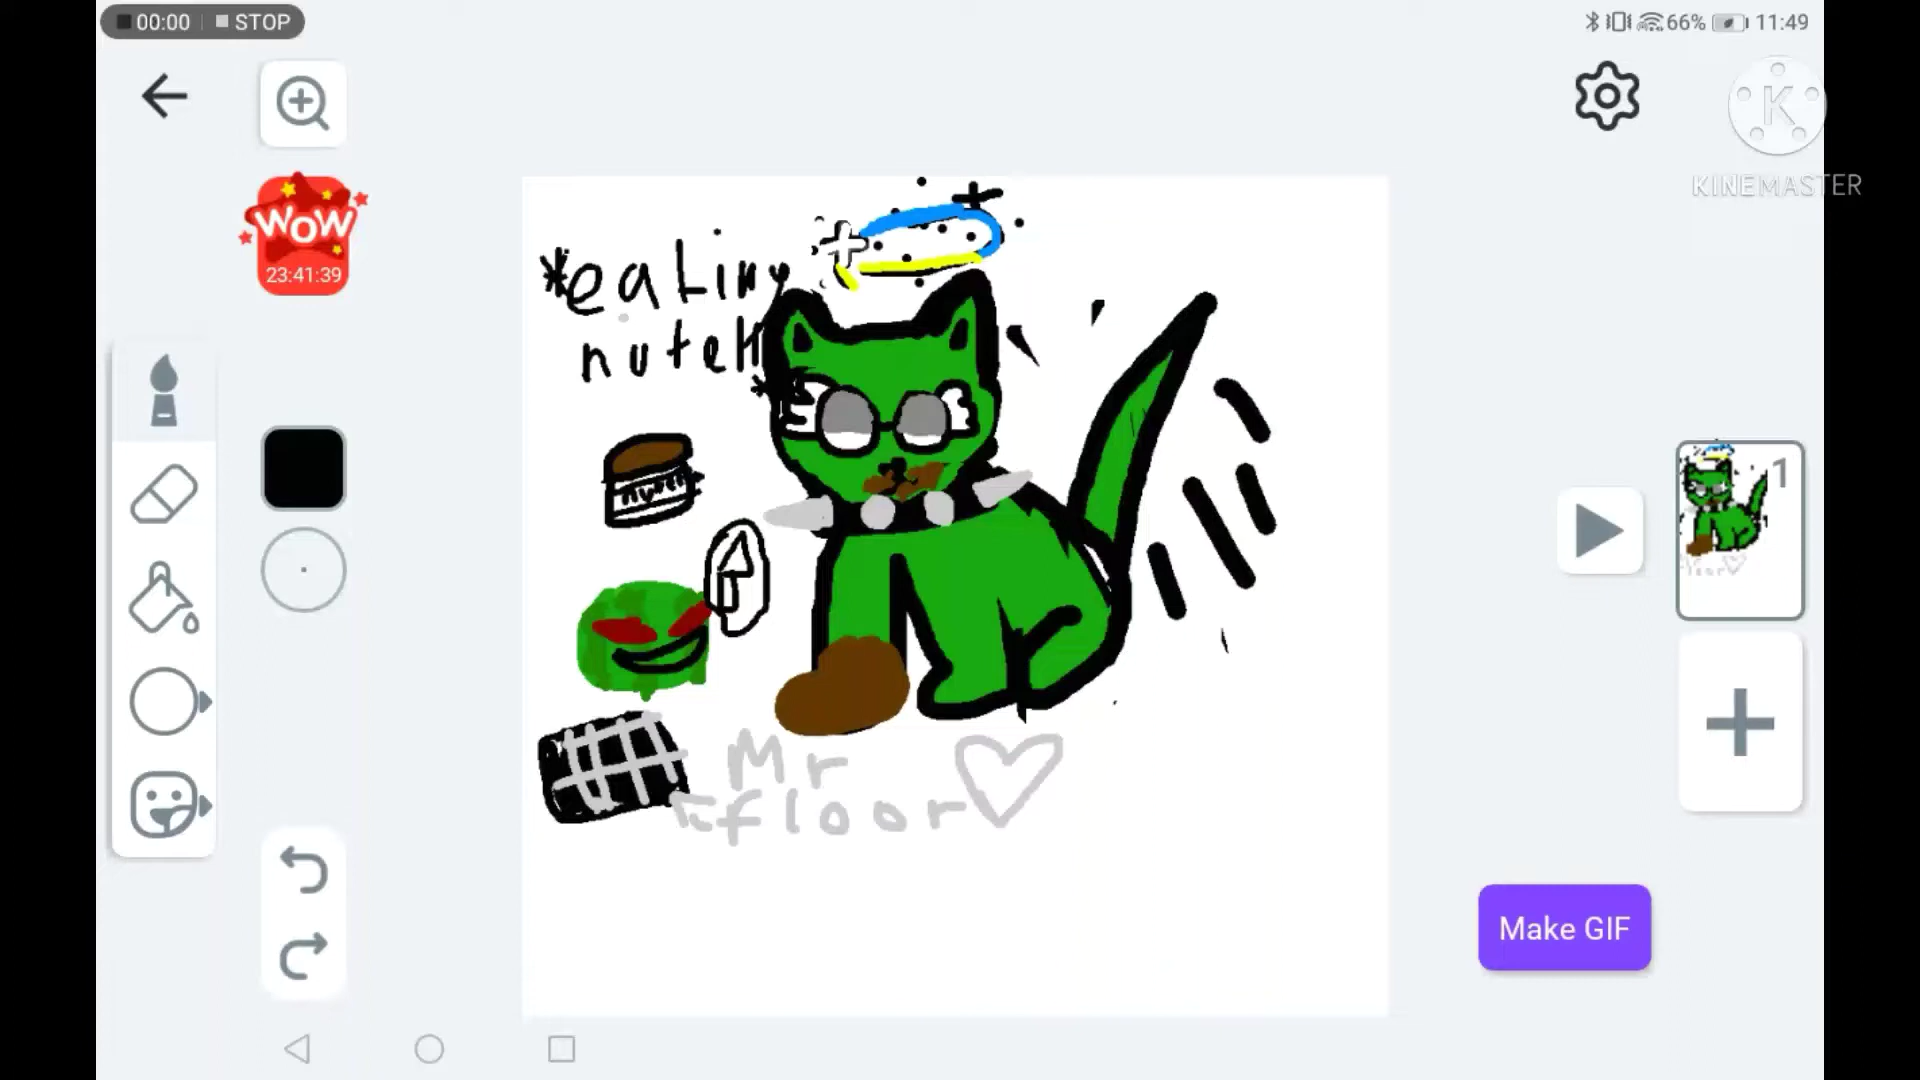 00:00 STOP
66% 11:49
KINEMASTER
WOW
23:41:39
*eating
nutell
*
1
Mr
floor
Make GIF